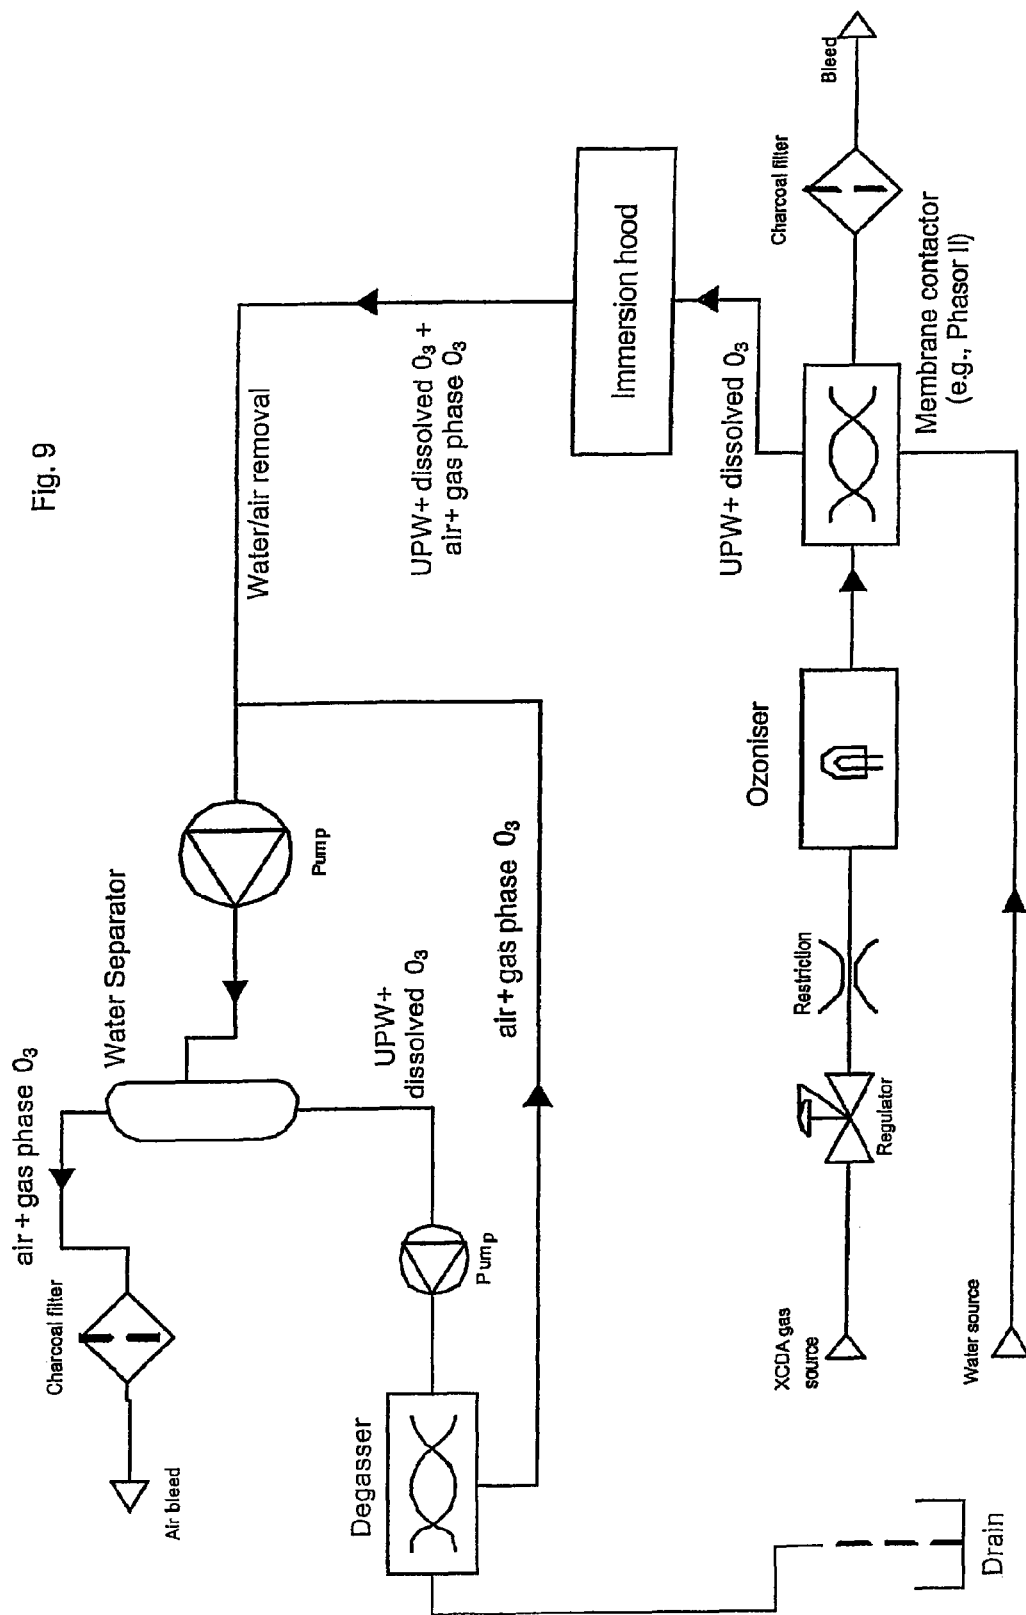 Fig. 9
air + gas phase O₃
Water Separator
Charcoal filter
Air bleed
Pump
Water/air removal
UPW+ dissolved O₃ +
air+ gas phase O₃
UPW+
dissolved O₃
Pump
Degasser
air + gas phase O₃
Immersion hood
UPW+ dissolved O₃
Bleed
Charcoal filter
Membrane contactor
(e.g., Phasor II)
Ozoniser
Restriction
Regulator
XCDA gas
source
Water source
Drain